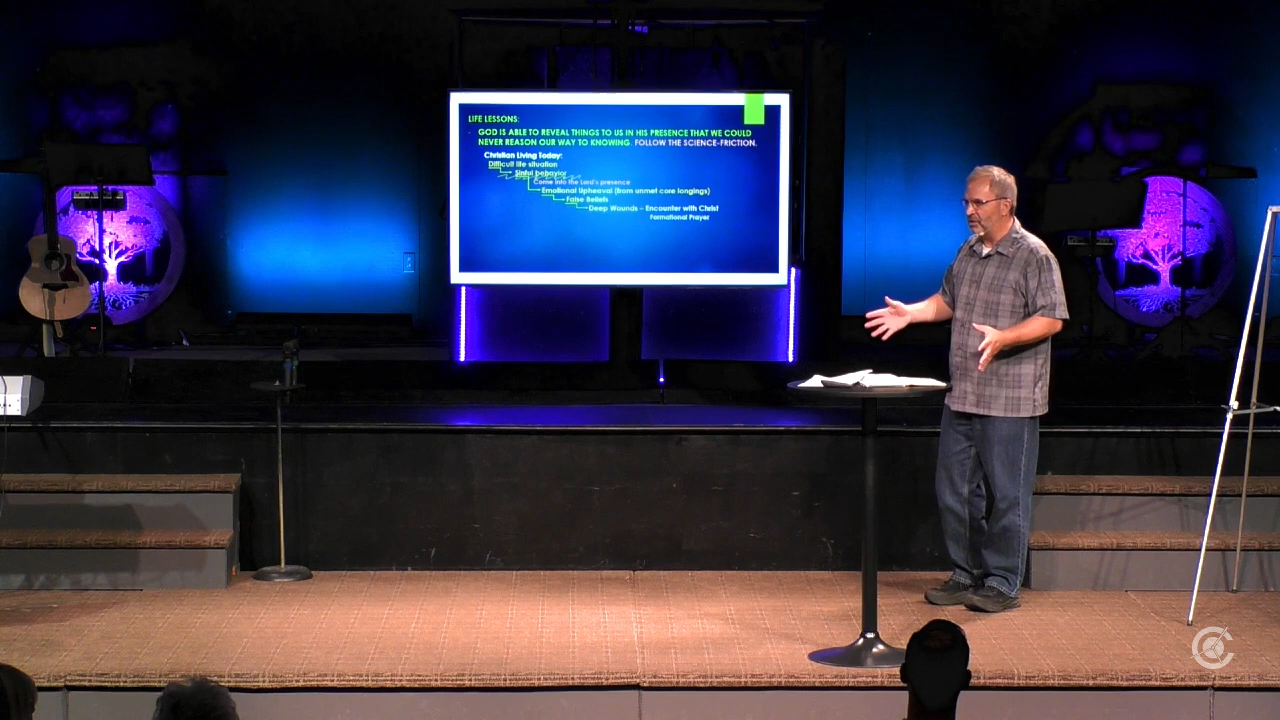 LIFE LESSONS:
GOD IS ABLE TO REVEAL THINGS TO US IN HIS PRESENCE THAT WE COULD
NEVER REASON OUR WAY TO KNOWING. FOLLOW THE SCIENCE-FRICTION.
Christian Living Today:
Difficult life situation
Sinful behavior
Come into the Lord's presence
Emotional Upheaval (from unmet core longings)
False Beliefs
Deep Wounds – Encounter with Christ
Formational Prayer